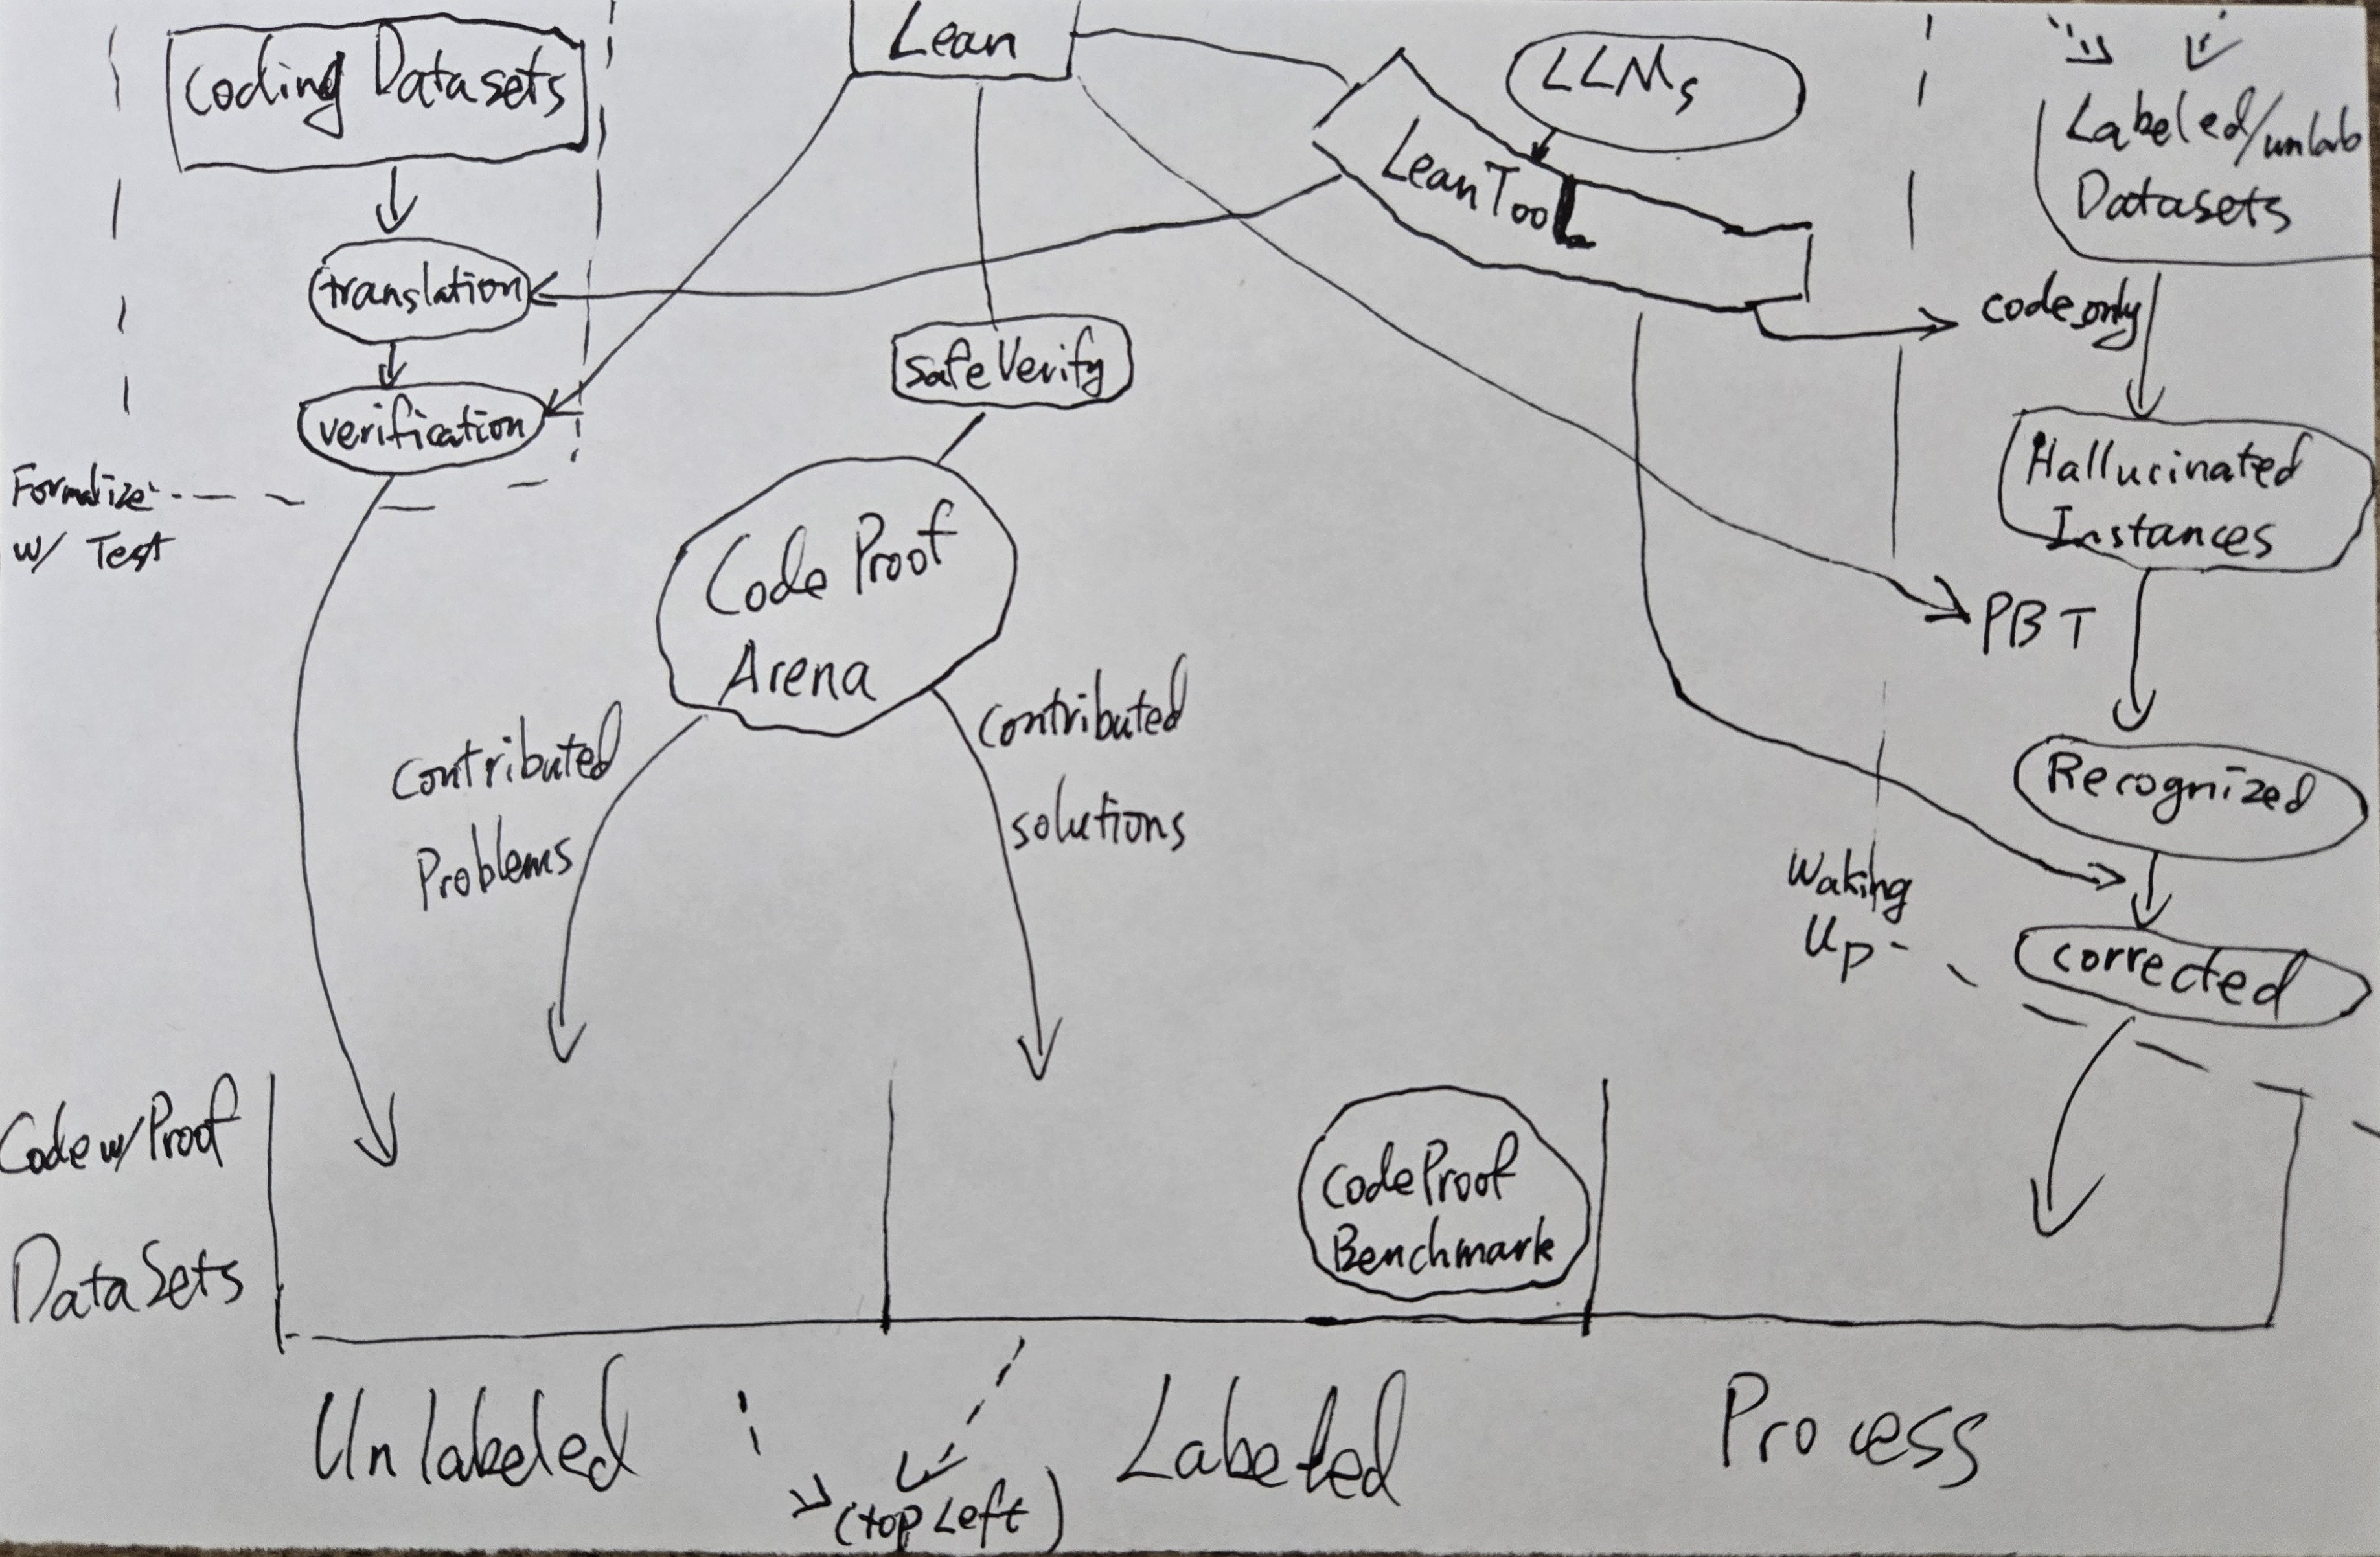 Coding Datasets
translation
verification
Formalize
w/ Test
Lean
LLMs
LeanTool
safeVerify
Code Proof
Arena
contributed
Problems
contributed
solutions
Labeled/unlab
Datasets
code only
Hallucinated
Instances
PBT
Recognized
Waking
Up
corrected
Code w/ Proof
DataSets
CodeProof
Benchmark
Unlabeled
(top Left)
Labeled
Process